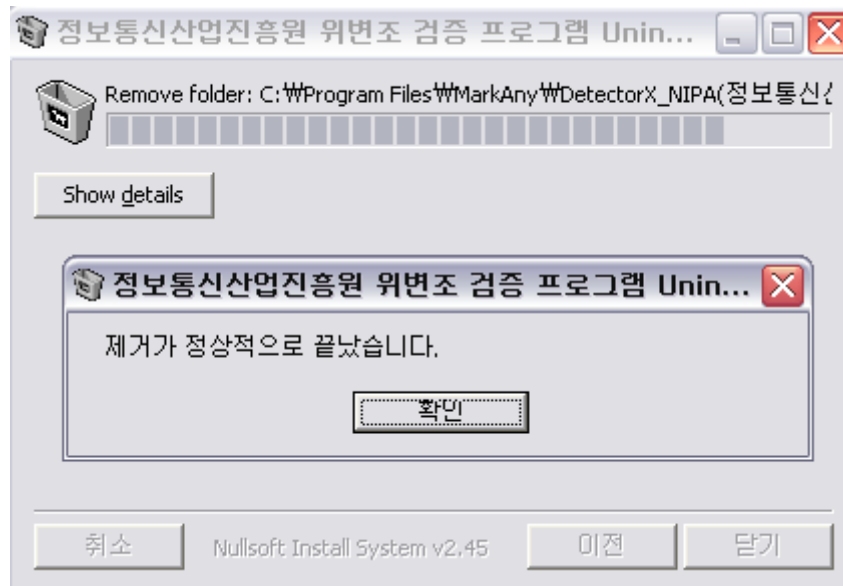 정보통신산업진흥원 위변조 검증 프로그램 Unin...
Remove folder: C:₩Program Files₩MarkAny₩DetectorX_NIPA(정보통신산
Show details
정보통신산업진흥원 위변조 검증 프로그램 Unin...
제거가 정상적으로 끝났습니다.
확인
취소 Nullsoft Install System v2.45 이전 닫기